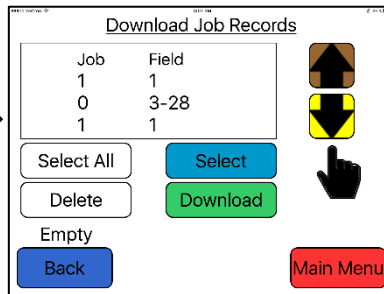 Download Job Records
Job Field
1 1
0 3-28
1 1
Select All Select
Delete Download
Empty
Back Main Menu